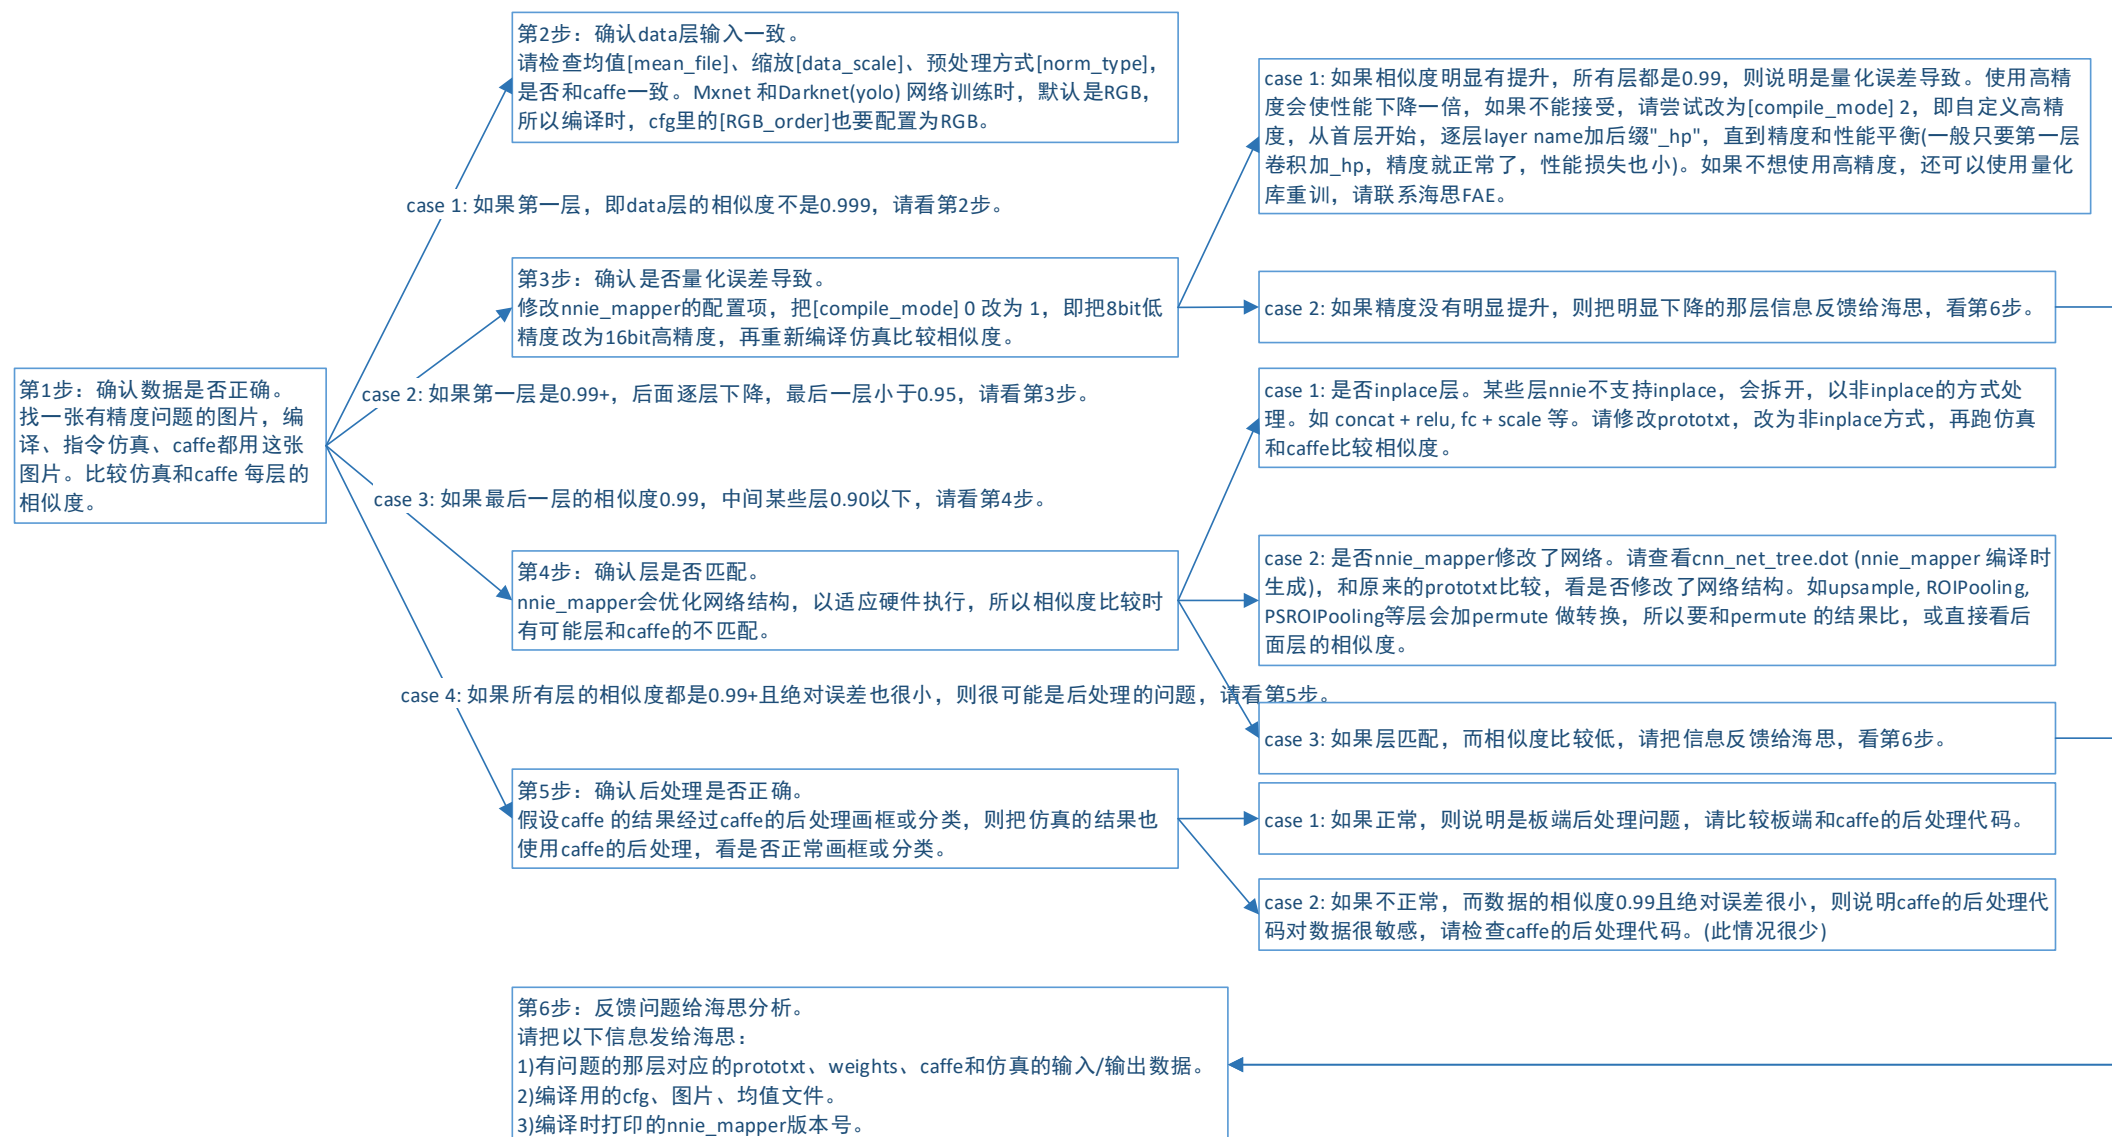 第1步：确认数据是否正确。
找一张有精度问题的图片，编
译、指令仿真、caffe都用这张
图片。比较仿真和caffe 每层的
相似度。
case 1: 如果第一层，即data层的相似度不是0.999，请看第2步。
case 2: 如果第一层是0.99+，后面逐层下降，最后一层小于0.95，请看第3步。
case 3: 如果最后一层的相似度0.99，中间某些层0.90以下，请看第4步。
case 4: 如果所有层的相似度都是0.99+且绝对误差也很小，则很可能是后处理的问题，请看第5步。
第2步：确认data层输入一致。
请检查均值[mean_file]、缩放[data_scale]、预处理方式[norm_type]，
是否和caffe一致。Mxnet 和Darknet(yolo) 网络训练时，默认是RGB，
所以编译时，cfg里的[RGB_order]也要配置为RGB。
第3步：确认是否量化误差导致。
修改nnie_mapper的配置项，把[compile_mode] 0 改为 1，即把8bit低
精度改为16bit高精度，再重新编译仿真比较相似度。
case 1: 如果相似度明显有提升，所有层都是0.99，则说明是量化误差导致。使用高精
度会使性能下降一倍，如果不能接受，请尝试改为[compile_mode] 2，即自定义高精
度，从首层开始，逐层layer name加后缀"_hp"，直到精度和性能平衡(一般只要第一层
卷积加_hp，精度就正常了，性能损失也小)。如果不想使用高精度，还可以使用量化
库重训，请联系海思FAE。
case 2: 如果精度没有明显提升，则把明显下降的那层信息反馈给海思，看第6步。
第4步：确认层是否匹配。
nnie_mapper会优化网络结构，以适应硬件执行，所以相似度比较时
有可能层和caffe的不匹配。
case 1: 是否inplace层。某些层nnie不支持inplace，会拆开，以非inplace的方式处
理。如 concat + relu, fc + scale 等。请修改prototxt，改为非inplace方式，再跑仿真
和caffe比较相似度。
case 2: 是否nnie_mapper修改了网络。请查看cnn_net_tree.dot (nnie_mapper 编译时
生成)，和原来的prototxt比较，看是否修改了网络结构。如upsample, ROIPooling,
PSROIPooling等层会加permute 做转换，所以要和permute 的结果比，或直接看后
面层的相似度。
case 3: 如果层匹配，而相似度比较低，请把信息反馈给海思，看第6步。
第5步：确认后处理是否正确。
假设caffe 的结果经过caffe的后处理画框或分类，则把仿真的结果也
使用caffe的后处理，看是否正常画框或分类。
case 1: 如果正常，则说明是板端后处理问题，请比较板端和caffe的后处理代码。
case 2: 如果不正常，而数据的相似度0.99且绝对误差很小，则说明caffe的后处理代
码对数据很敏感，请检查caffe的后处理代码。(此情况很少)
第6步：反馈问题给海思分析。
请把以下信息发给海思：
1)有问题的那层对应的prototxt、weights、caffe和仿真的输入/输出数据。
2)编译用的cfg、图片、均值文件。
3)编译时打印的nnie_mapper版本号。